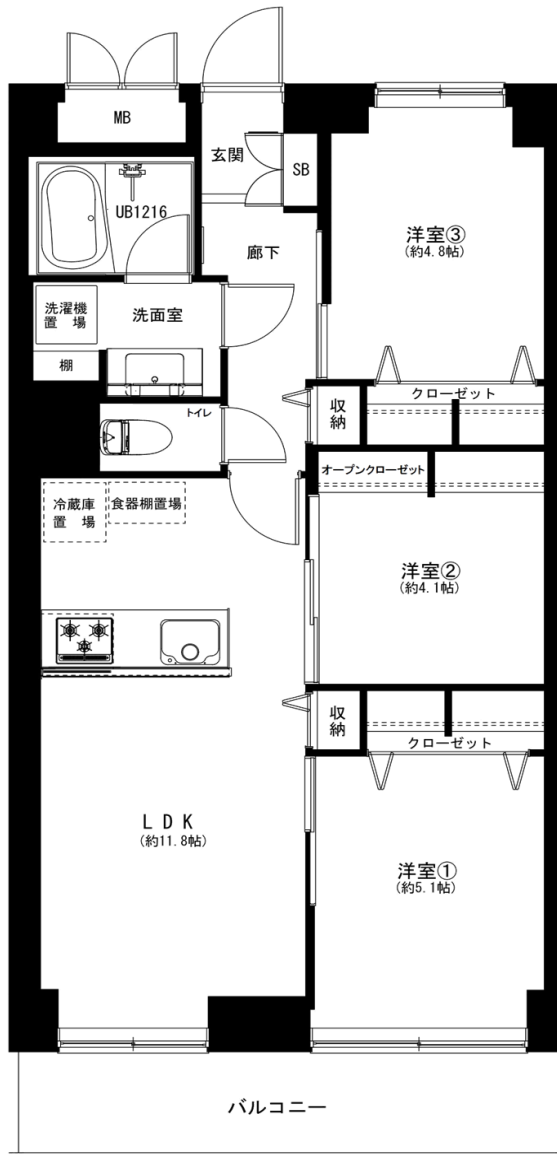 MB
玄関
SB
UB1216
廊下
洋室③
(約4.8帖)
洗濯機
置 場
洗面室
棚
トイレ
収
納
クローゼット
オープンクローゼット
冷蔵庫
置 場
食器棚置場
洋室②
(約4.1帖)
収
納
クローゼット
LDK
(約11.8帖)
洋室①
(約5.1帖)
バルコニー